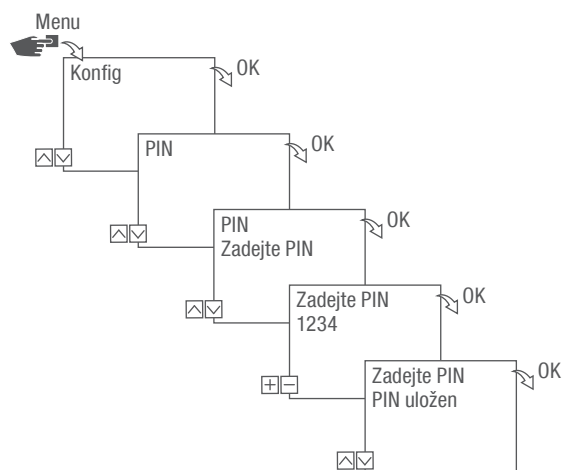 Menu
Konfig
OK
PIN
OK
PIN
Zadejte PIN
OK
Zadejte PIN
1234
OK
Zadejte PIN
PIN uložen
OK